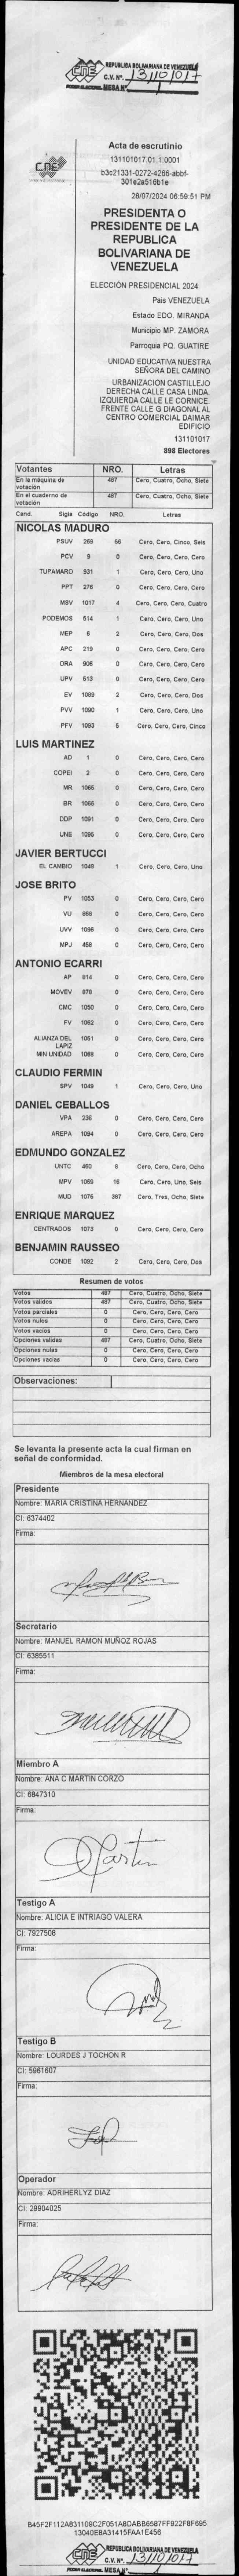 CNE
REPUBLICA BOLIVARIANA DE VENEZUELA
C.V. Nº. 131101017
PODER ELECTORAL MESA Nº 1
CNE
Acta de escrutinio
131101017.01.1.0001
b3c21331-0272-4266-abbf-
301e2a516b1e
28/07/2024 06:59:51 PM
PRESIDENTA O
PRESIDENTE DE LA
REPUBLICA
BOLIVARIANA DE
VENEZUELA
ELECCIÓN PRESIDENCIAL 2024
Pais VENEZUELA
Estado EDO. MIRANDA
Municipio MP. ZAMORA
Parroquia PQ. GUATIRE
UNIDAD EDUCATIVA NUESTRA
SEÑORA DEL CAMINO
URBANIZACION CASTILLEJO
DERECHA CALLE CASA LINDA.
IZQUIERDA CALLE LE CORNICE.
FRENTE CALLE G DIAGONAL AL
CENTRO COMERCIAL DAIMAR
EDIFICIO
131101017
898 Electores
Votantes NRO. Letras
En la máquina de votación 487 Cero, Cuatro, Ocho, Siete
En el cuaderno de votación 487 Cero, Cuatro, Ocho, Siete
Cand. Sigla Código NRO. Letras
NICOLAS MADURO
PSUV 269 56 Cero, Cero, Cinco, Seis
PCV 9 0 Cero, Cero, Cero, Cero
TUPAMARO 931 1 Cero, Cero, Cero, Uno
PPT 276 0 Cero, Cero, Cero, Cero
MSV 1017 4 Cero, Cero, Cero, Cuatro
PODEMOS 514 1 Cero, Cero, Cero, Uno
MEP 6 2 Cero, Cero, Cero, Dos
APC 219 0 Cero, Cero, Cero, Cero
ORA 906 0 Cero, Cero, Cero, Cero
UPV 513 0 Cero, Cero, Cero, Cero
EV 1089 2 Cero, Cero, Cero, Dos
PVV 1090 1 Cero, Cero, Cero, Uno
PFV 1093 5 Cero, Cero, Cero, Cinco
LUIS MARTINEZ
AD 1 0 Cero, Cero, Cero, Cero
COPEI 2 0 Cero, Cero, Cero, Cero
MR 1065 0 Cero, Cero, Cero, Cero
BR 1066 0 Cero, Cero, Cero, Cero
DDP 1091 0 Cero, Cero, Cero, Cero
UNE 1095 0 Cero, Cero, Cero, Cero
JAVIER BERTUCCI
EL CAMBIO 1048 1 Cero, Cero, Cero, Uno
JOSE BRITO
PV 1053 0 Cero, Cero, Cero, Cero
VU 868 0 Cero, Cero, Cero, Cero
UVV 1096 0 Cero, Cero, Cero, Cero
MPJ 458 0 Cero, Cero, Cero, Cero
ANTONIO ECARRI
AP 814 0 Cero, Cero, Cero, Cero
MOVEV 878 0 Cero, Cero, Cero, Cero
CMC 1050 0 Cero, Cero, Cero, Cero
FV 1062 0 Cero, Cero, Cero, Cero
ALIANZA DEL LAPIZ 1051 0 Cero, Cero, Cero, Cero
MIN UNIDAD 1068 0 Cero, Cero, Cero, Cero
CLAUDIO FERMIN
SPV 1049 1 Cero, Cero, Cero, Uno
DANIEL CEBALLOS
VPA 236 0 Cero, Cero, Cero, Cero
AREPA 1094 0 Cero, Cero, Cero, Cero
EDMUNDO GONZALEZ
UNTC 460 8 Cero, Cero, Cero, Ocho
MPV 1069 16 Cero, Cero, Uno, Seis
MUD 1075 387 Cero, Tres, Ocho, Siete
ENRIQUE MARQUEZ
CENTRADOS 1073 0 Cero, Cero, Cero, Cero
BENJAMIN RAUSSEO
CONDE 1092 2 Cero, Cero, Cero, Dos
Resumen de votos
Votos 487 Cero, Cuatro, Ocho, Siete
Votos validos 487 Cero, Cuatro, Ocho, Siete
Votos parciales 0 Cero, Cero, Cero, Cero
Votos nulos 0 Cero, Cero, Cero, Cero
Votos vacios 0 Cero, Cero, Cero, Cero
Opciones validas 487 Cero, Cuatro, Ocho, Siete
Opciones nulas 0 Cero, Cero, Cero, Cero
Opciones vacias 0 Cero, Cero, Cero, Cero
Observaciones:
Se levanta la presente acta la cual firman en
señal de conformidad.
Miembros de la mesa electoral
Presidente
Nombre: MARIA CRISTINA HERNANDEZ
CI: 6374402
Firma:
Secretario
Nombre: MANUEL RAMON MUÑOZ ROJAS
CI: 6385511
Firma:
Miembro A
Nombre: ANA C MARTIN CORZO
CI: 6847310
Firma:
Testigo A
Nombre: ALICIA E INTRIAGO VALERA
CI: 7927508
Firma:
Testigo B
Nombre: LOURDES J TOCHON R
CI: 5961607
Firma:
Operador
Nombre: ADRIHERLYZ DIAZ
CI: 29904025
Firma:
B45F2F112A631109C2F051A8DABB6587FF922F8F695
13040E8A31415FAA1E456
CNE
REPUBLICA BOLIVARIANA DE VENEZUELA
C.V. Nº. 131101017
PODER ELECTORAL MESA Nº 1